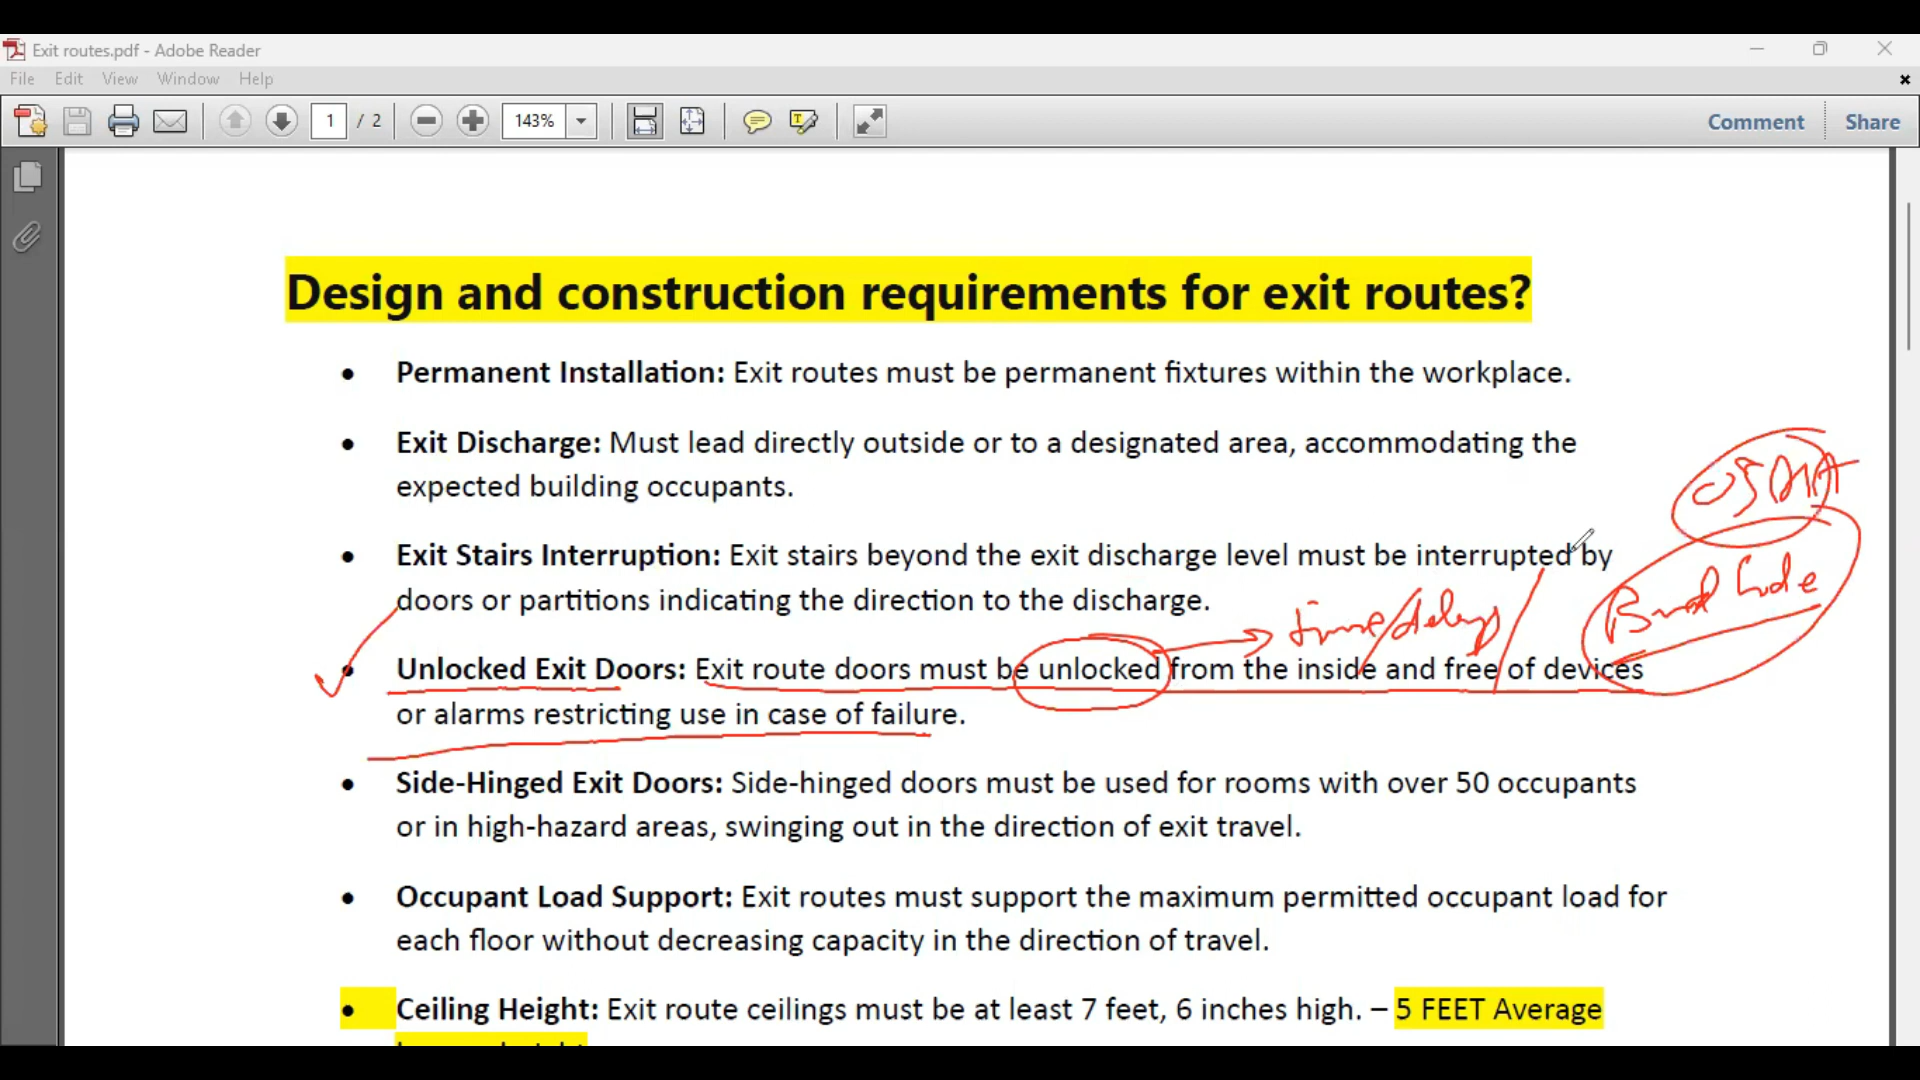 Exit routes.pdf - Adobe Reader
File Edit View Window Help
1 / 2 143% Comment Share
Design and construction requirements for exit routes?
• Permanent Installation: Exit routes must be permanent fixtures within the workplace.
• Exit Discharge: Must lead directly outside or to a designated area, accommodating the
expected building occupants.
OSHA
• Exit Stairs Interruption: Exit stairs beyond the exit discharge level must be interrupted by
doors or partitions indicating the direction to the discharge.
time/delay
Code
• Unlocked Exit Doors: Exit route doors must be unlocked from the inside and free of devices
or alarms restricting use in case of failure.
• Side-Hinged Exit Doors: Side-hinged doors must be used for rooms with over 50 occupants
or in high-hazard areas, swinging out in the direction of exit travel.
• Occupant Load Support: Exit routes must support the maximum permitted occupant load for
each floor without decreasing capacity in the direction of travel.
• Ceiling Height: Exit route ceilings must be at least 7 feet, 6 inches high. – 5 FEET Average